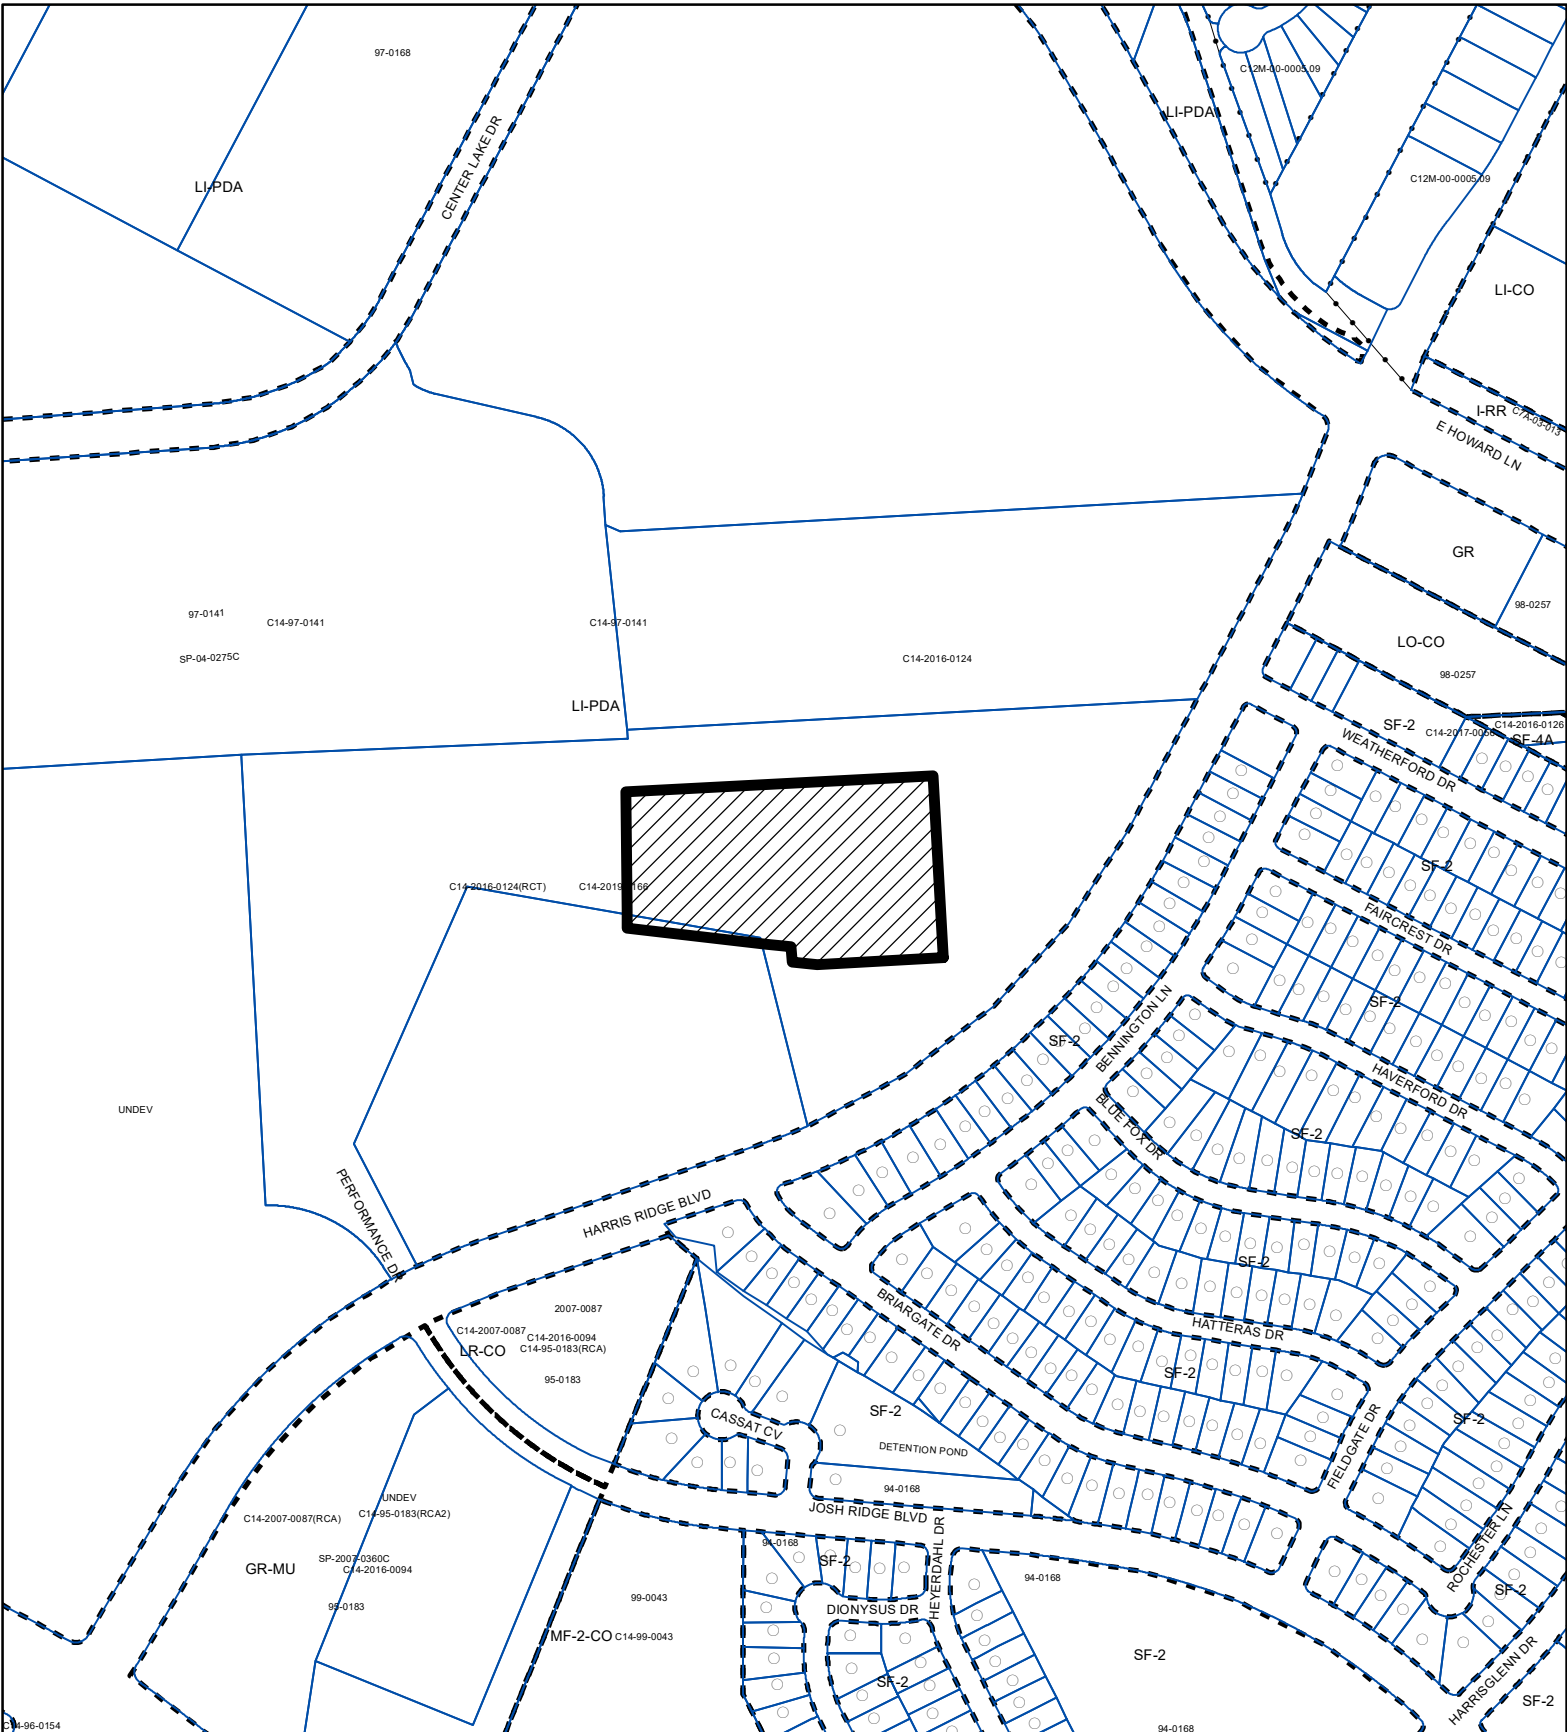 97-0168
C12M-00-0005.09
LI-PDA
C12M-00-0005.09
LI-PDA
CENTER LAKE DR
LI-CO
I-RR
C7A-03-013
E HOWARD LN
GR
98-0257
97-0141
C14-97-0141
C14-97-0141
SP-04-0275C
C14-2016-0124
LO-CO
98-0257
LI-PDA
SF-2
C14-2016-0126
SF-4A
WEATHERFORD DR
SF-2
C14-2016-0124(RCT)
FAIRCREST DR
SF-2
BENNINGTON LN
SF-2
HAVERFORD DR
UNDEV
BLUE FOX DR
SF-2
PERFORMANCE
HARRIS RIDGE BLVD
SF-2
2007-0087
C14-2007-0087
C14-2016-0094
LR-CO
C14-95-0183(RCA)
95-0183
BRIARGATE DR
HATTERAS DR
SF-2
SF-2
CASSAT CV
DETENTION POND
FIELDGATE DR
SF-2
94-0168
JOSH RIDGE BLVD
UNDEV
C14-2007-0087(RCA)
C14-95-0183(RCA2)
GR-MU
SP-2007-0360C
C14-2016-0094
95-0183
94-0168
SF-2
HEYERDAHL DR
94-0168
ROCHESTER LN
SF-2
99-0043
DIONYSUS DR
MF-2-CO
C14-99-0043
SF-2
SF-2
HARRISGLENN DR
SF-2
C14-96-0154
94-0168